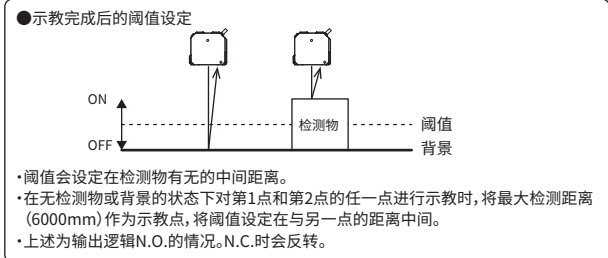 ●示教完成后的阈值设定
ON
检测物
阈值
OFF
背景
·阈值会设定在检测物有无的中间距离。
·在无检测物或背景的状态下对第1点和第2点的任一点进行示教时,将最大检测距离
(6000mm)作为示教点,将阈值设定在与另一点的距离中间。
·上述为输出逻辑N.O.的情况。N.C.时会反转。